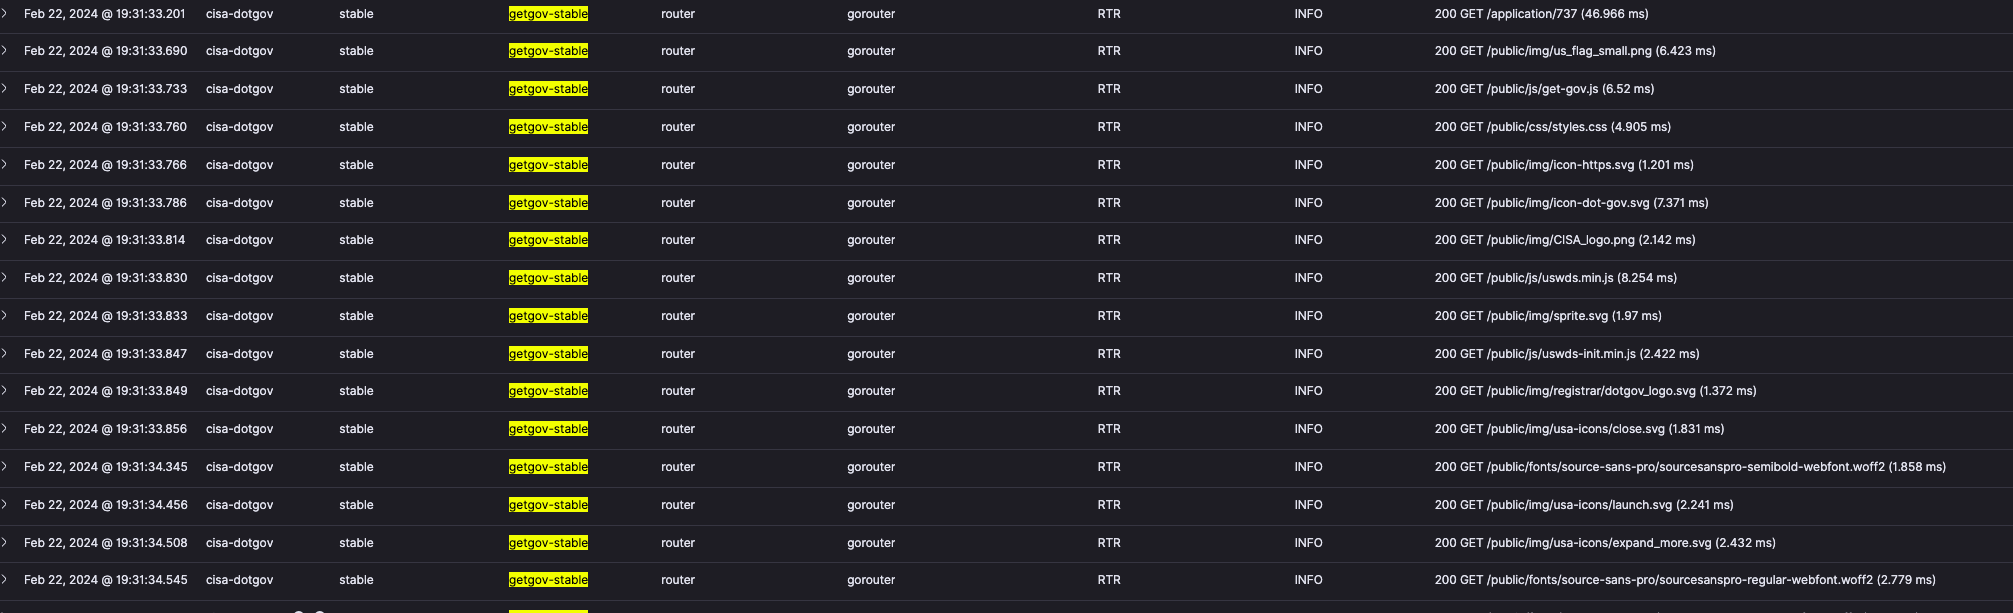 Feb 22, 2024 @ 19:31:33.201 cisa-dotgov stable getgov-stable router gorouter RTR INFO 200 GET /application/737 (46.966 ms)
Feb 22, 2024 @ 19:31:33.690 cisa-dotgov stable getgov-stable router gorouter RTR INFO 200 GET /public/img/us_flag_small.png (6.423 ms)
Feb 22, 2024 @ 19:31:33.733 cisa-dotgov stable getgov-stable router gorouter RTR INFO 200 GET /public/js/get-gov.js (6.52 ms)
Feb 22, 2024 @ 19:31:33.760 cisa-dotgov stable getgov-stable router gorouter RTR INFO 200 GET /public/css/styles.css (4.905 ms)
Feb 22, 2024 @ 19:31:33.766 cisa-dotgov stable getgov-stable router gorouter RTR INFO 200 GET /public/img/icon-https.svg (1.201 ms)
Feb 22, 2024 @ 19:31:33.786 cisa-dotgov stable getgov-stable router gorouter RTR INFO 200 GET /public/img/icon-dot-gov.svg (7.371 ms)
Feb 22, 2024 @ 19:31:33.814 cisa-dotgov stable getgov-stable router gorouter RTR INFO 200 GET /public/img/CISA_logo.png (2.142 ms)
Feb 22, 2024 @ 19:31:33.830 cisa-dotgov stable getgov-stable router gorouter RTR INFO 200 GET /public/js/uswds.min.js (8.254 ms)
Feb 22, 2024 @ 19:31:33.833 cisa-dotgov stable getgov-stable router gorouter RTR INFO 200 GET /public/img/sprite.svg (1.97 ms)
Feb 22, 2024 @ 19:31:33.847 cisa-dotgov stable getgov-stable router gorouter RTR INFO 200 GET /public/js/uswds-init.min.js (2.422 ms)
Feb 22, 2024 @ 19:31:33.849 cisa-dotgov stable getgov-stable router gorouter RTR INFO 200 GET /public/img/registrar/dotgov_logo.svg (1.372 ms)
Feb 22, 2024 @ 19:31:33.856 cisa-dotgov stable getgov-stable router gorouter RTR INFO 200 GET /public/img/usa-icons/close.svg (1.831 ms)
Feb 22, 2024 @ 19:31:34.345 cisa-dotgov stable getgov-stable router gorouter RTR INFO 200 GET /public/fonts/source-sans-pro/sourcesanspro-semibold-webfont.woff2 (1.858 ms)
Feb 22, 2024 @ 19:31:34.456 cisa-dotgov stable getgov-stable router gorouter RTR INFO 200 GET /public/img/usa-icons/launch.svg (2.241 ms)
Feb 22, 2024 @ 19:31:34.508 cisa-dotgov stable getgov-stable router gorouter RTR INFO 200 GET /public/img/usa-icons/expand_more.svg (2.432 ms)
Feb 22, 2024 @ 19:31:34.545 cisa-dotgov stable getgov-stable router gorouter RTR INFO 200 GET /public/fonts/source-sans-pro/sourcesanspro-regular-webfont.woff2 (2.779 ms)